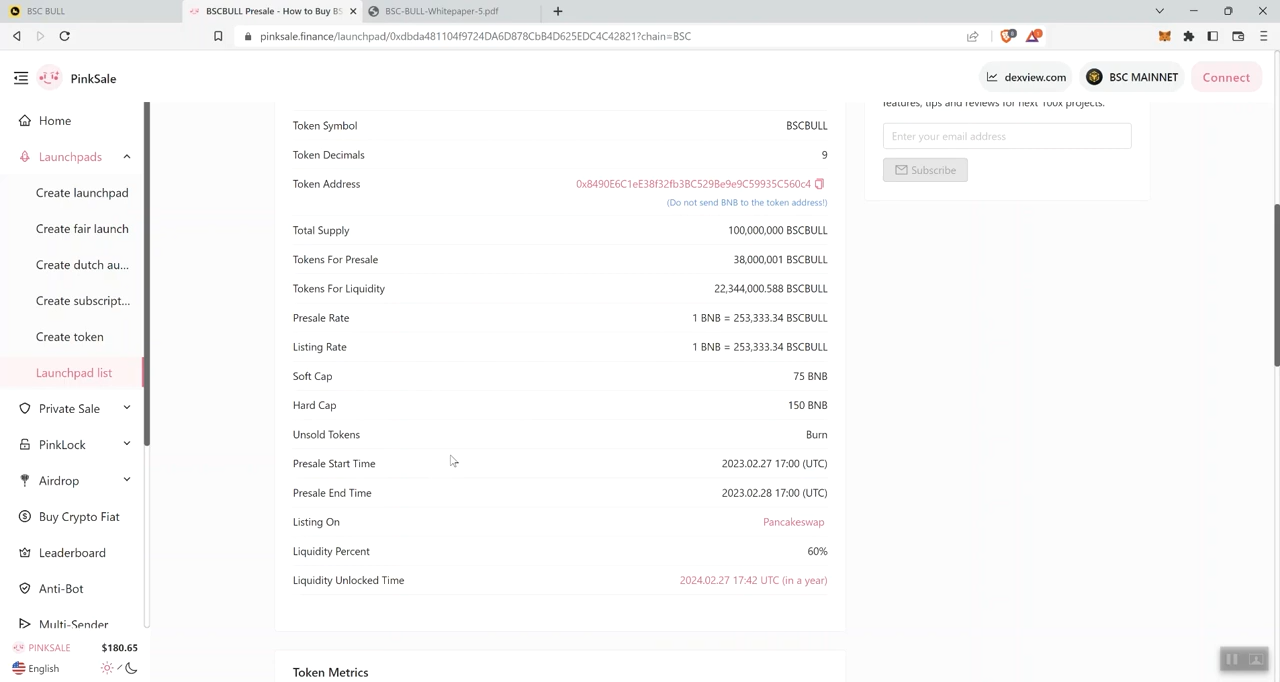 BSC BULL
BSCBULL Presale - How to Buy BS
BSC-BULL-Whitepaper-5.pdf
pinksale.finance/launchpad/0xdbda481104f9724DA6D878CbB4D625EDC4C42821?chain=BSC
PinkSale
dexview.com
BSC MAINNET
Connect
Home
Launchpads
Create launchpad
Create fair launch
Create dutch au...
Create subscript...
Create token
Launchpad list
Private Sale
PinkLock
Airdrop
Buy Crypto Fiat
Leaderboard
Anti-Bot
Multi-Sender
PINKSALE $180.65
English
Token Symbol BSCBULL
Token Decimals 9
Token Address 0x8490E6C1eE38f32fb3BC529Be9e9C59935C560c4
(Do not send BNB to the token address!)
Total Supply 100,000,000 BSCBULL
Tokens For Presale 38,000,001 BSCBULL
Tokens For Liquidity 22,344,000.588 BSCBULL
Presale Rate 1 BNB = 253,333.34 BSCBULL
Listing Rate 1 BNB = 253,333.34 BSCBULL
Soft Cap 75 BNB
Hard Cap 150 BNB
Unsold Tokens Burn
Presale Start Time 2023.02.27 17:00 (UTC)
Presale End Time 2023.02.28 17:00 (UTC)
Listing On Pancakeswap
Liquidity Percent 60%
Liquidity Unlocked Time 2024.02.27 17:42 UTC (in a year)
Token Metrics
features, tips and reviews for next 100x projects.
Enter your email address
Subscribe